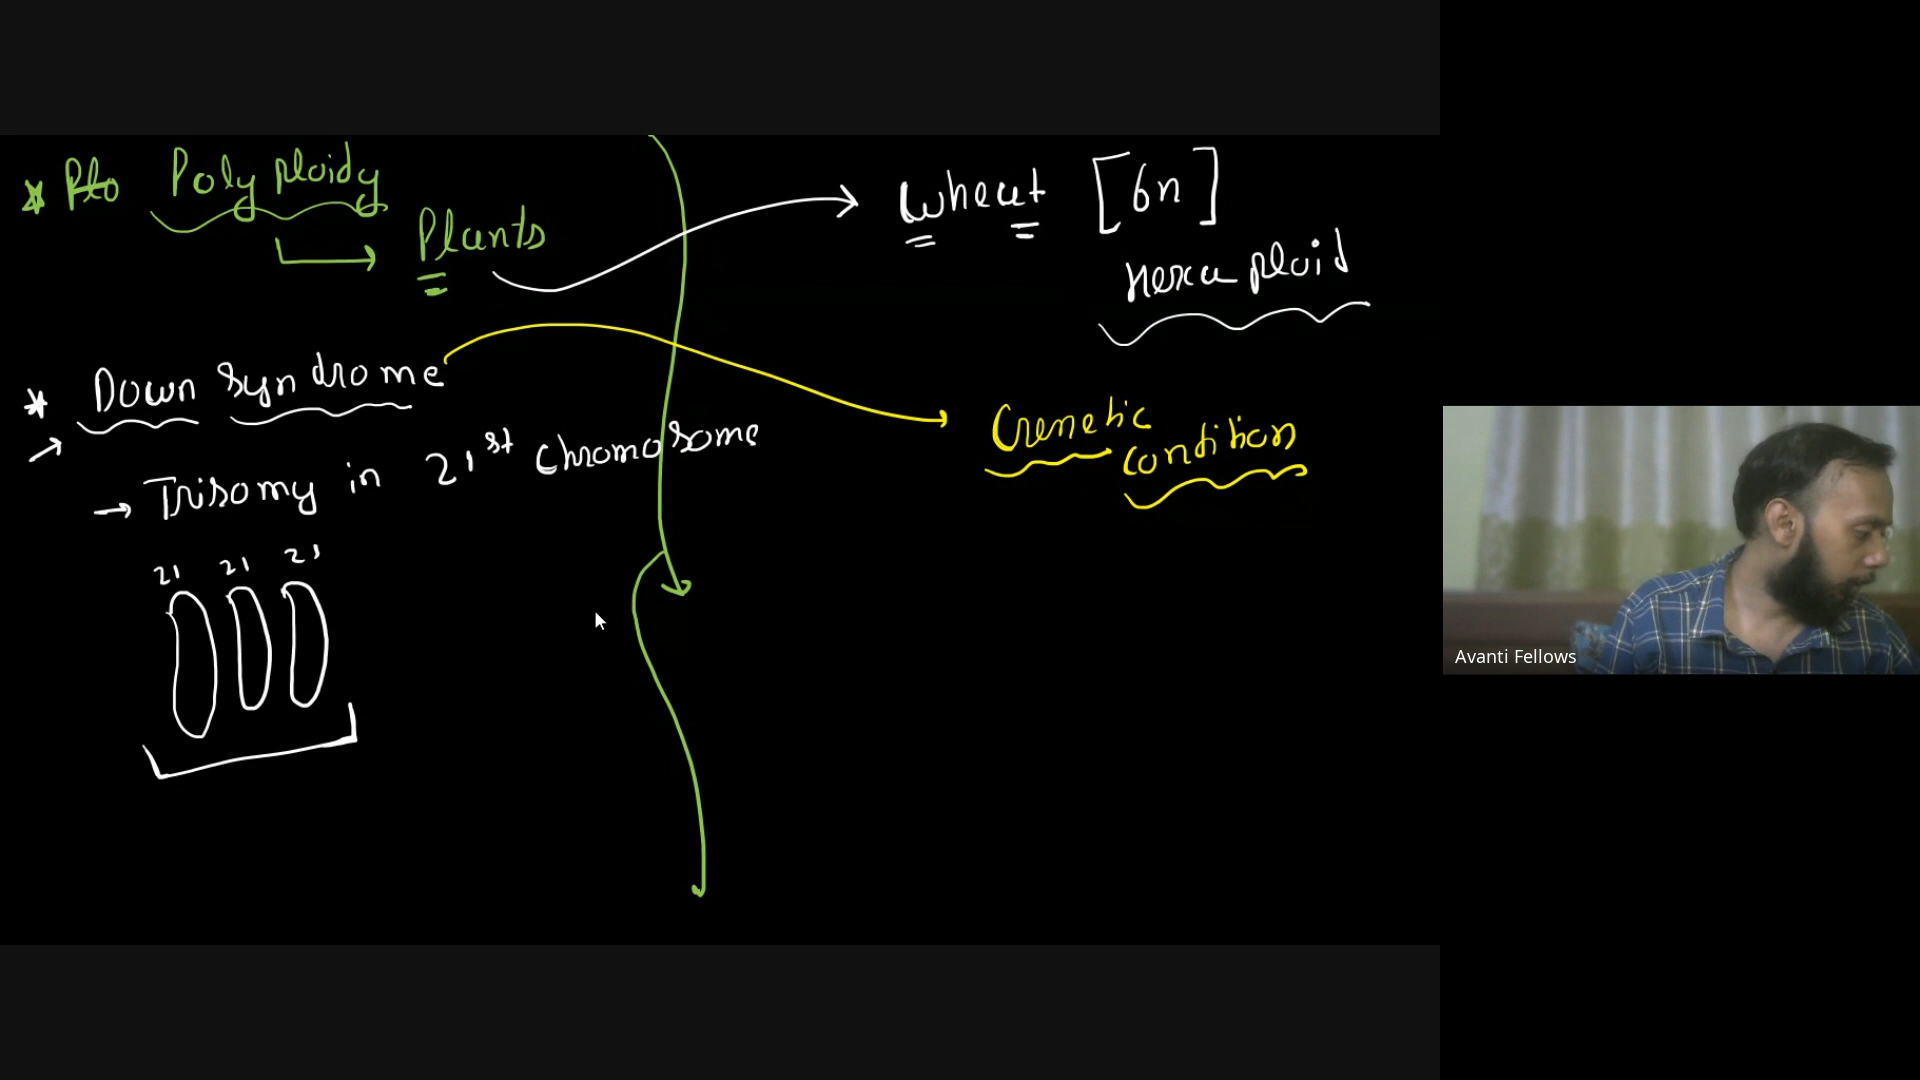 * Plo Polyploidy
Plants
Wheat [6n]
Hexaploid
* Down Syndrome
→ Trisomy in 21st chromosome
Genetic
condition
21 21 21
Avanti Fellows